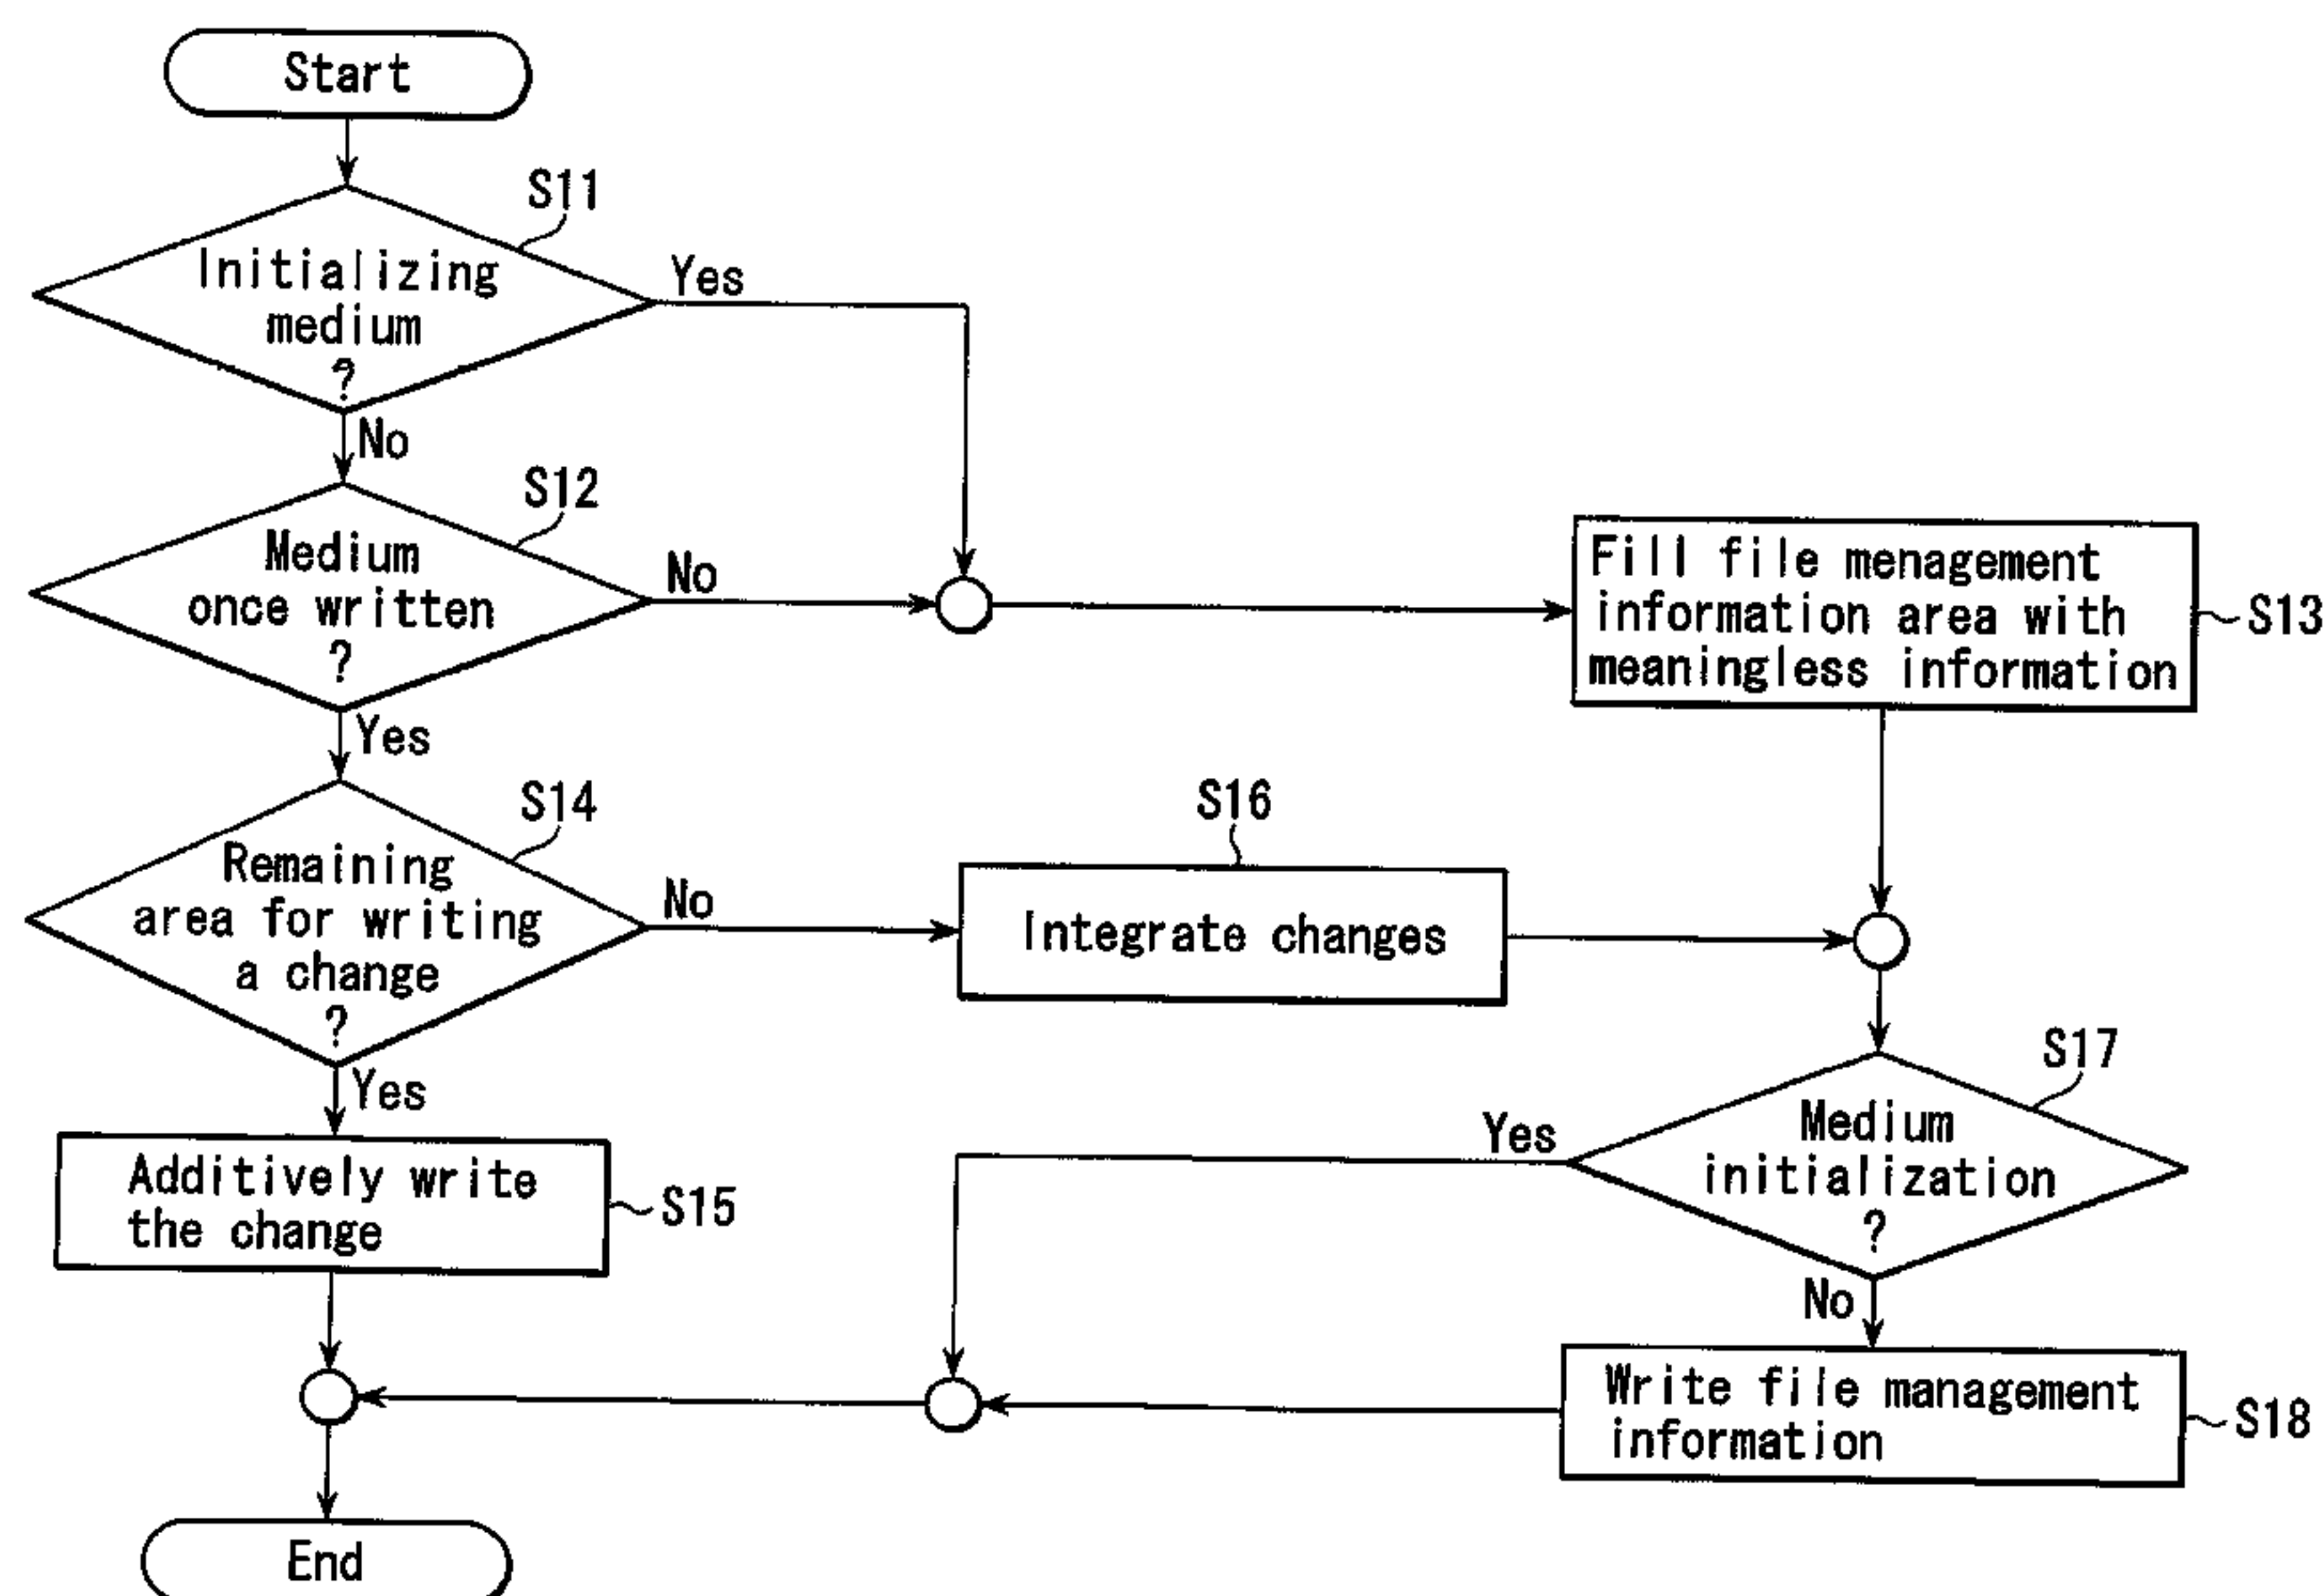 Start
S11
Initializing
medium
?
Yes
No
S12
Medium
once written
?
No
Yes
Fill file menagement
information area with
meaningless information
S13
S14
Remaining
area for writing
a change
?
No
Yes
S16
Integrate changes
S17
Medium
initialization
?
Yes
No
Additively write
the change
S15
Write file management
information
S18
End